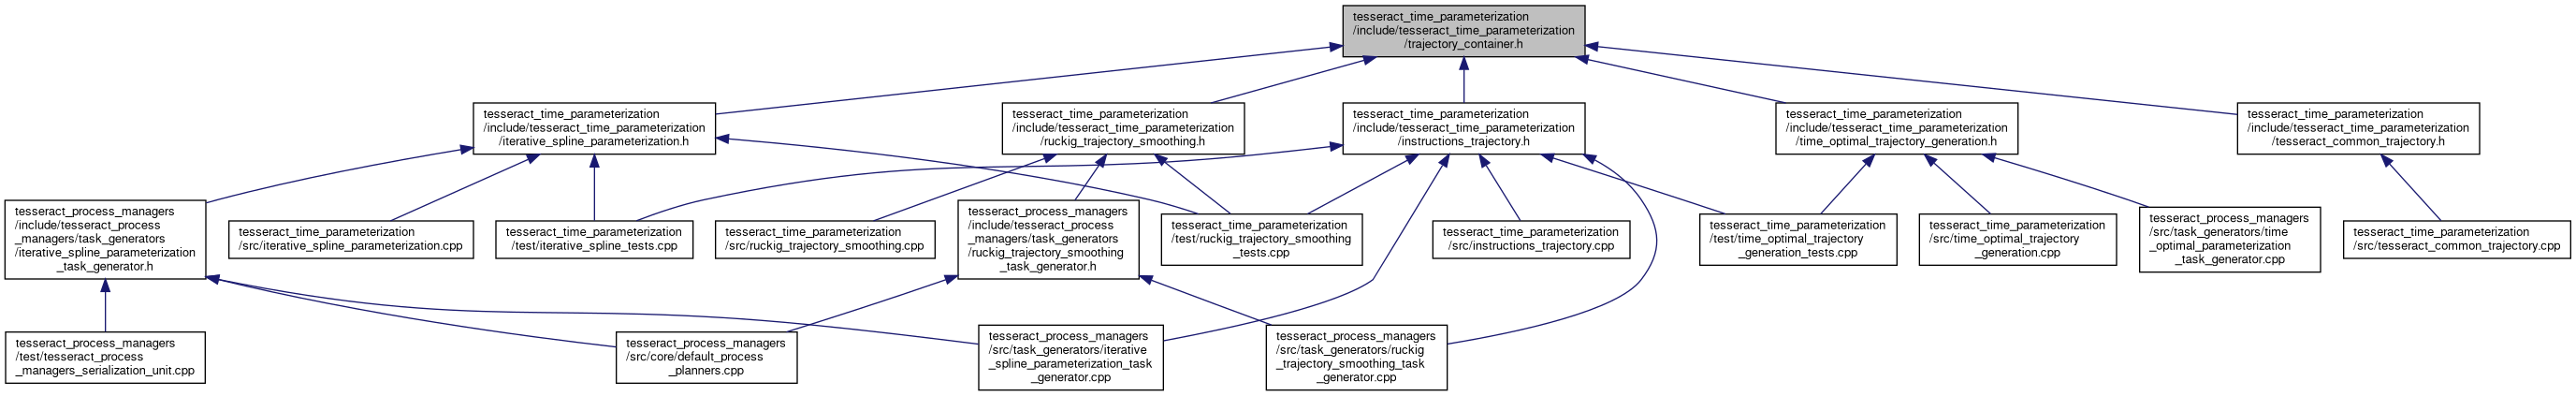 tesseract_time_parameterization
/include/tesseract_time_parameterization
/trajectory_container.h
tesseract_time_parameterization
/include/tesseract_time_parameterization
/iterative_spline_parameterization.h
tesseract_time_parameterization
/include/tesseract_time_parameterization
/ruckig_trajectory_smoothing.h
tesseract_time_parameterization
/include/tesseract_time_parameterization
/instructions_trajectory.h
tesseract_time_parameterization
/include/tesseract_time_parameterization
/time_optimal_trajectory_generation.h
tesseract_time_parameterization
/include/tesseract_time_parameterization
/tesseract_common_trajectory.h
tesseract_process_managers
/include/tesseract_process
_managers/task_generators
/iterative_spline_parameterization
_task_generator.h
tesseract_time_parameterization
/src/iterative_spline_parameterization.cpp
tesseract_time_parameterization
/test/iterative_spline_tests.cpp
tesseract_time_parameterization
/src/ruckig_trajectory_smoothing.cpp
tesseract_process_managers
/include/tesseract_process
_managers/task_generators
/ruckig_trajectory_smoothing
_task_generator.h
tesseract_time_parameterization
/test/ruckig_trajectory_smoothing
_tests.cpp
tesseract_time_parameterization
/src/instructions_trajectory.cpp
tesseract_time_parameterization
/test/time_optimal_trajectory
_generation_tests.cpp
tesseract_time_parameterization
/src/time_optimal_trajectory
_generation.cpp
tesseract_process_managers
/src/task_generators/time
_optimal_parameterization
_task_generator.cpp
tesseract_time_parameterization
/src/tesseract_common_trajectory.cpp
tesseract_process_managers
/test/tesseract_process
_managers_serialization_unit.cpp
tesseract_process_managers
/src/core/default_process
_planners.cpp
tesseract_process_managers
/src/task_generators/iterative
_spline_parameterization_task
_generator.cpp
tesseract_process_managers
/src/task_generators/ruckig
_trajectory_smoothing_task
_generator.cpp